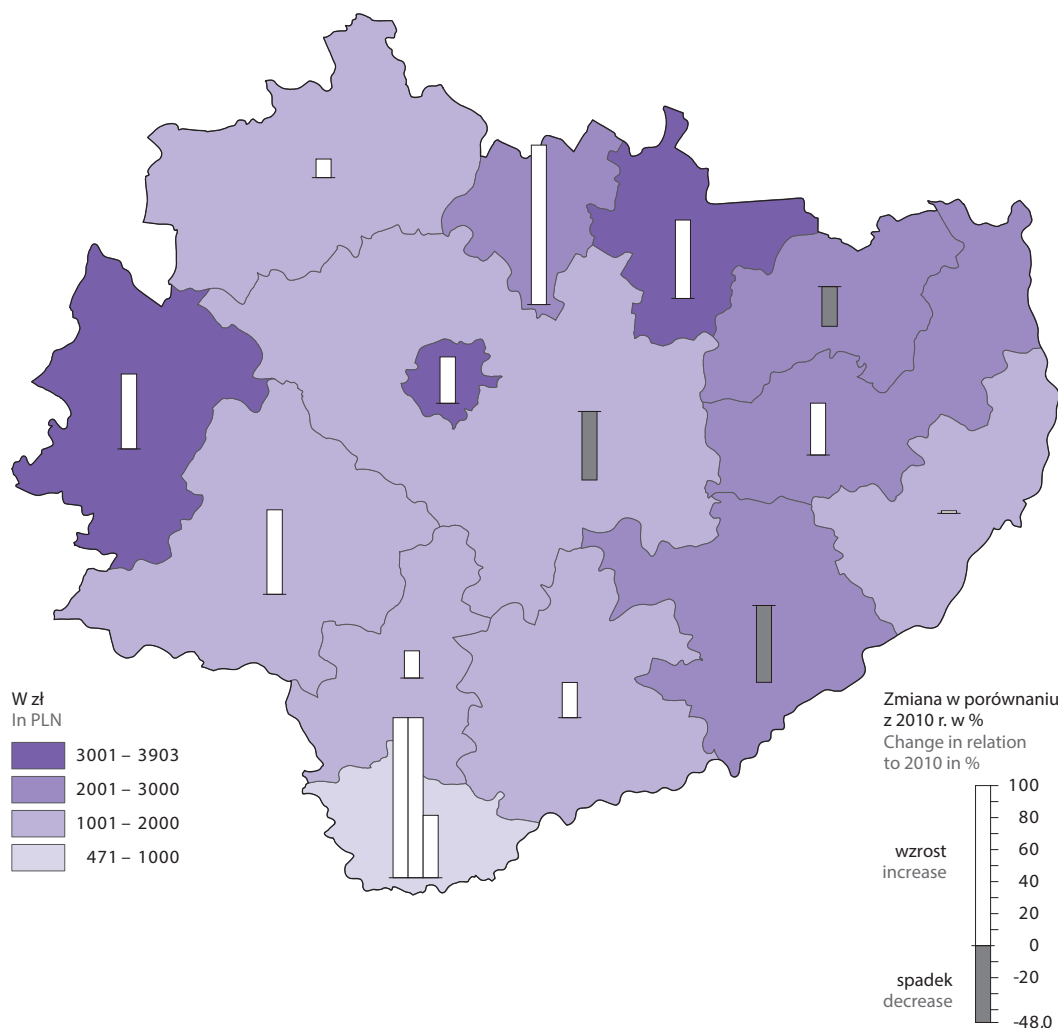 W zł
In PLN
3001 – 3903
2001 – 3000
1001 – 2000
471 – 1000
Zmiana w porównaniu
z 2010 r. w %
Change in relation
to 2010 in %
100
80
60
wzrost
increase
40
20
0
-20
spadek
decrease
-48,0